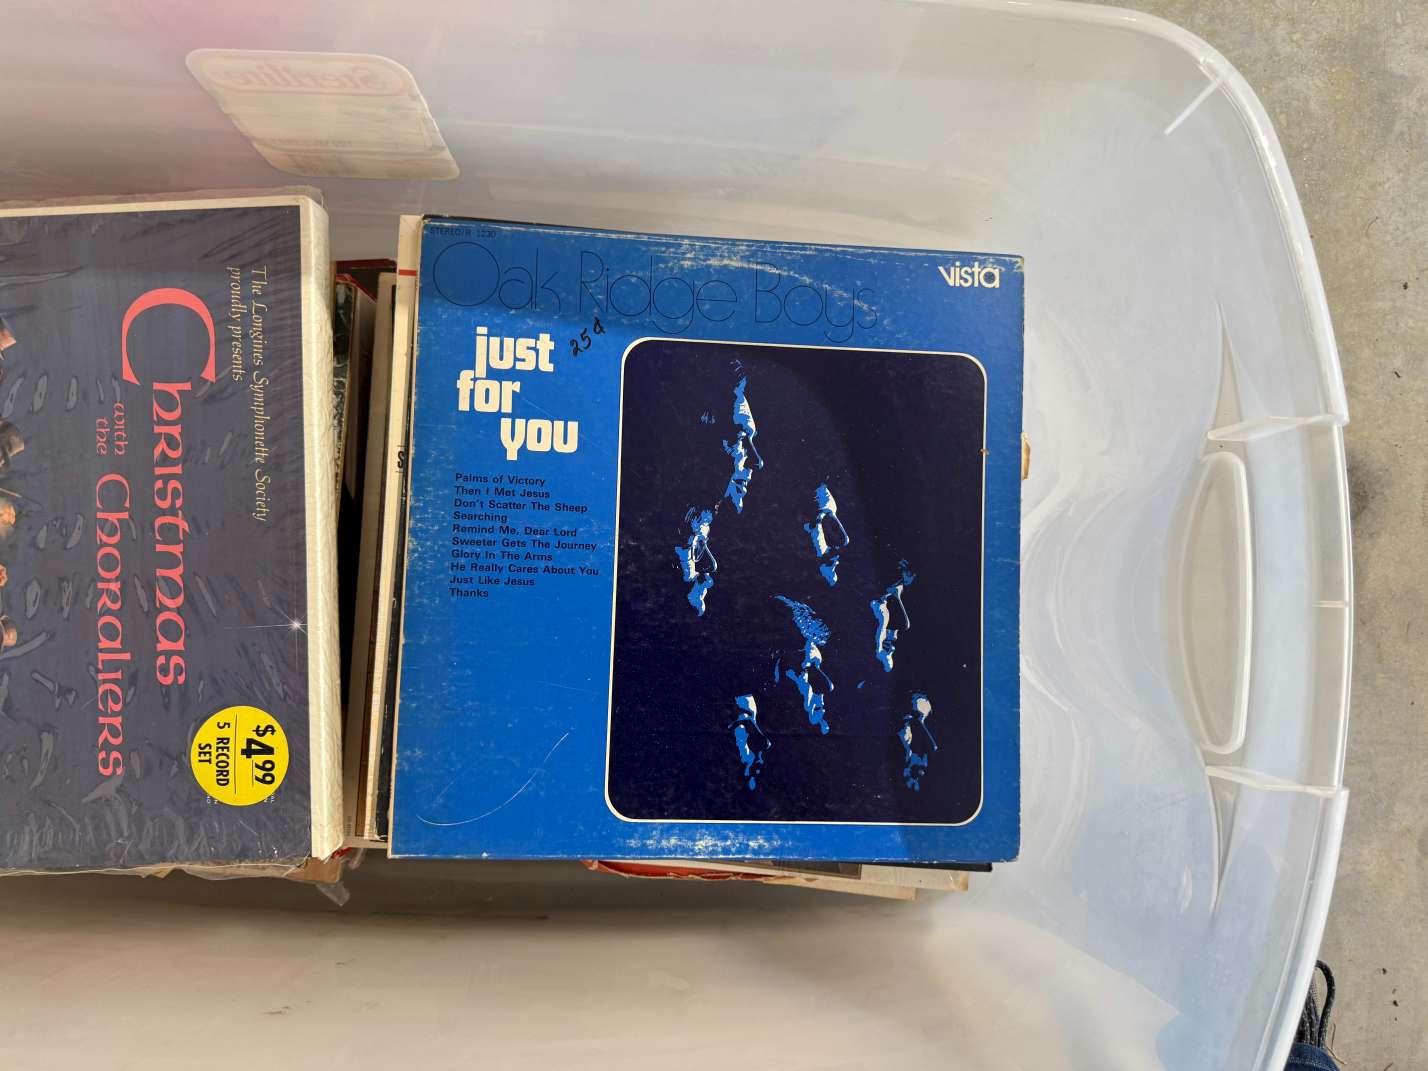 Sterilite
The Longines Symphonette Society
proudly presents
Christmas
with
the Choraliers
$4.99
5 RECORD
SET
STEREO/R 1230
Oak Ridge Boys
vista
just
for
you
25¢
Palms of Victory
Then I Met Jesus
Don't Scatter The Sheep
Searching
Remind Me, Dear Lord
Sweeter Gets The Journey
Glory In The Arms
He Really Cares About You
Just Like Jesus
Thanks